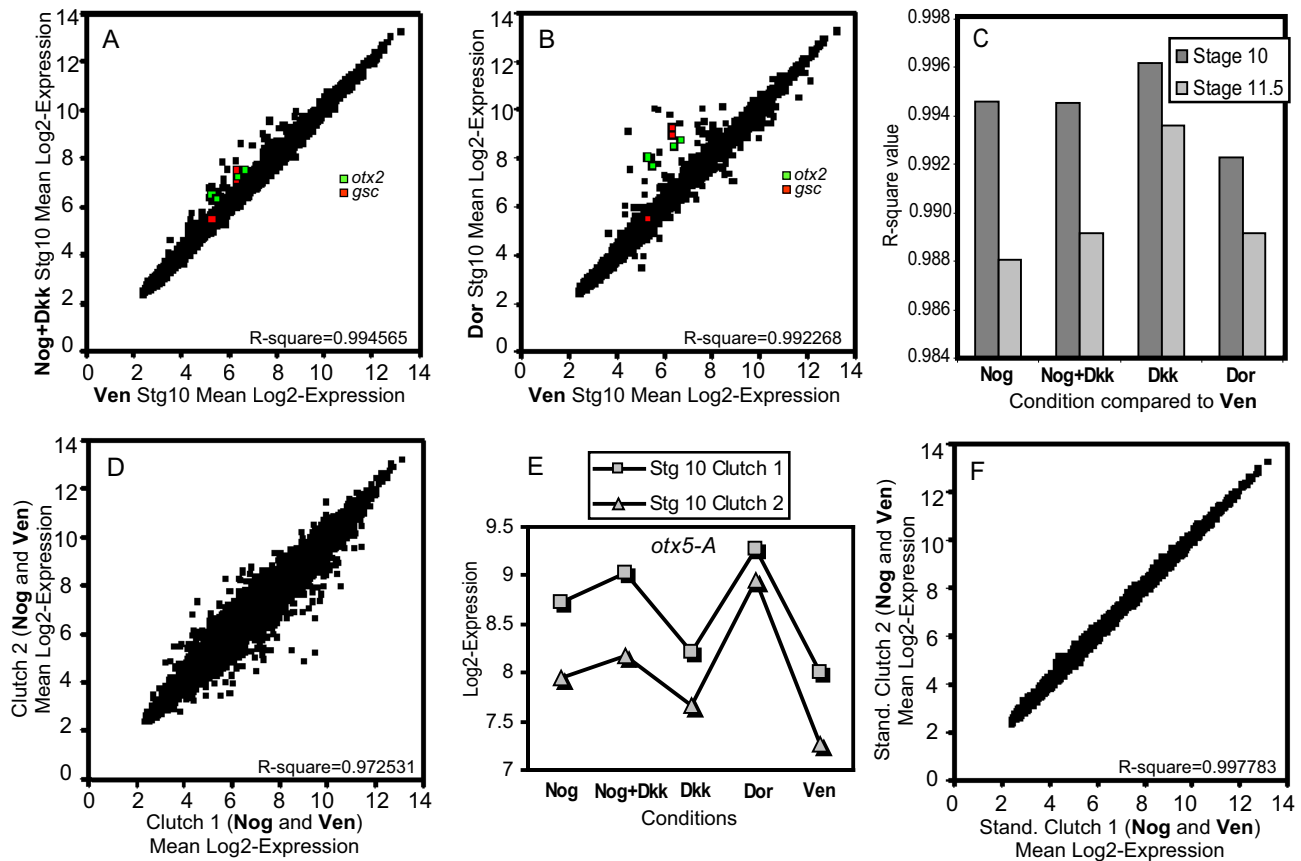 A
Nog+Dkk Stg10 Mean Log2-Expression
14
12
10
8
6
4
2
0
otx2
gsc
R-square=0.994565
0 2 4 6 8 10 12 14
Ven Stg10 Mean Log2-Expression
B
Dor Stg10 Mean Log2-Expression
14
12
10
8
6
4
2
0
otx2
gsc
R-square=0.992268
0 2 4 6 8 10 12 14
Ven Stg10 Mean Log2-Expression
C
R-square value
0.998
0.996
0.994
0.992
0.990
0.988
0.986
0.984
Stage 10
Stage 11.5
Nog Nog+Dkk Dkk Dor
Condition compared to Ven
D
Clutch 2 (Nog and Ven)
Mean Log2-Expression
14
12
10
8
6
4
2
0
R-square=0.972531
0 2 4 6 8 10 12 14
Clutch 1 (Nog and Ven)
Mean Log2-Expression
Stg 10 Clutch 1
Stg 10 Clutch 2
E
otx5-A
Log2-Expression
9.5
9
8.5
8
7.5
7
Nog Nog+Dkk Dkk Dor Ven
Conditions
F
Stand. Clutch 2 (Nog and Ven)
Mean Log2-Expression
14
12
10
8
6
4
2
0
R-square=0.997783
0 2 4 6 8 10 12 14
Stand. Clutch 1 (Nog and Ven)
Mean Log2-Expression